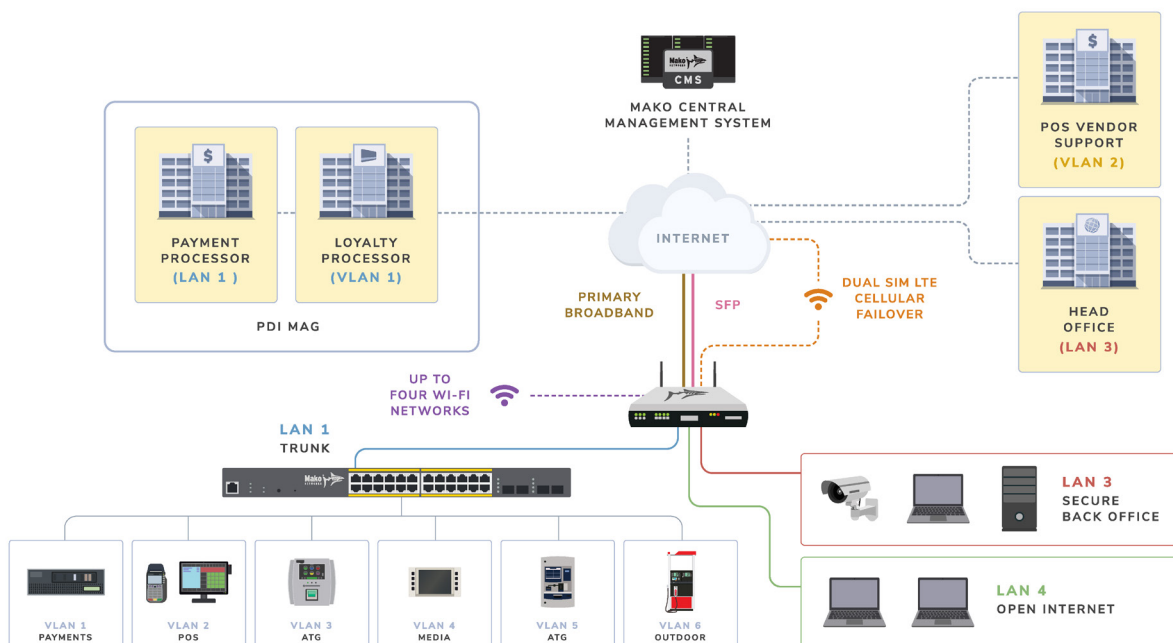 Mako
NETWORKS
CMS
MAKO CENTRAL
MANAGEMENT SYSTEM
$
POS VENDOR
SUPPORT
(VLAN 2)
$
PAYMENT
PROCESSOR
(LAN 1 )
LOYALTY
PROCESSOR
(VLAN 1)
PDI MAG
INTERNET
HEAD
OFFICE
(LAN 3)
PRIMARY
BROADBAND
SFP
DUAL SIM LTE
CELLULAR
FAILOVER
UP TO
FOUR WI-FI
NETWORKS
LAN 1
TRUNK
Mako
NETWORKS
LAN 3
SECURE
BACK OFFICE
LAN 4
OPEN INTERNET
VLAN 1
PAYMENTS
VLAN 2
POS
VLAN 3
ATG
VLAN 4
MEDIA
VLAN 5
ATG
VLAN 6
OUTDOOR